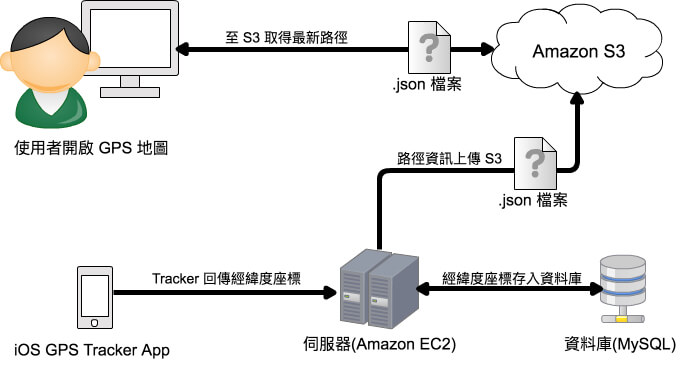 至 S3 取得最新路徑
?
Amazon S3
.json 檔案
使用者開啟 GPS 地圖
路徑資訊上傳 S3
?
.json 檔案
Tracker 回傳經緯度座標
經緯度座標存入資料庫
iOS GPS Tracker App
伺服器(Amazon EC2)
資料庫(MySQL)